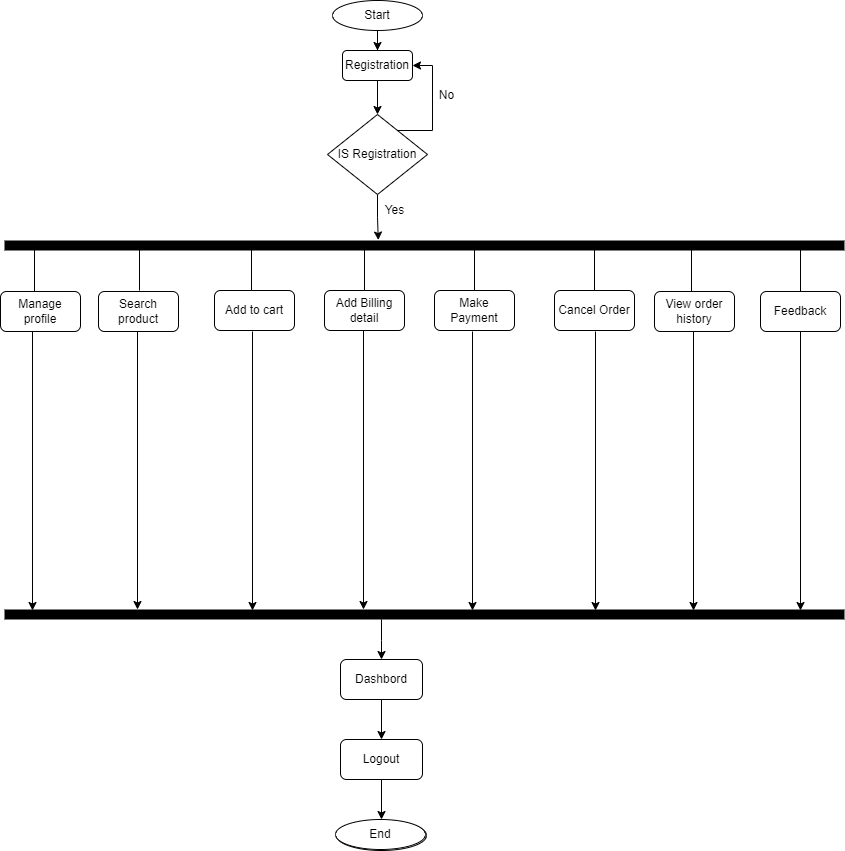 Start
Registration
No
IS Registration
Yes
Manage
profile
Search
product
Add to cart
Add Billing
detail
Make
Payment
Cancel Order
View order
history
Feedback
Dashbord
Logout
End